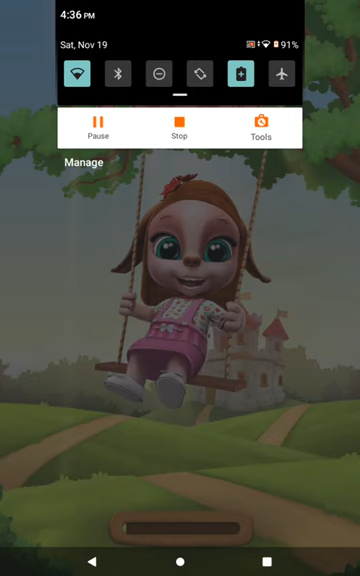 4:36 PM
Sat, Nov 19
91%
Pause
Stop
Tools
Manage